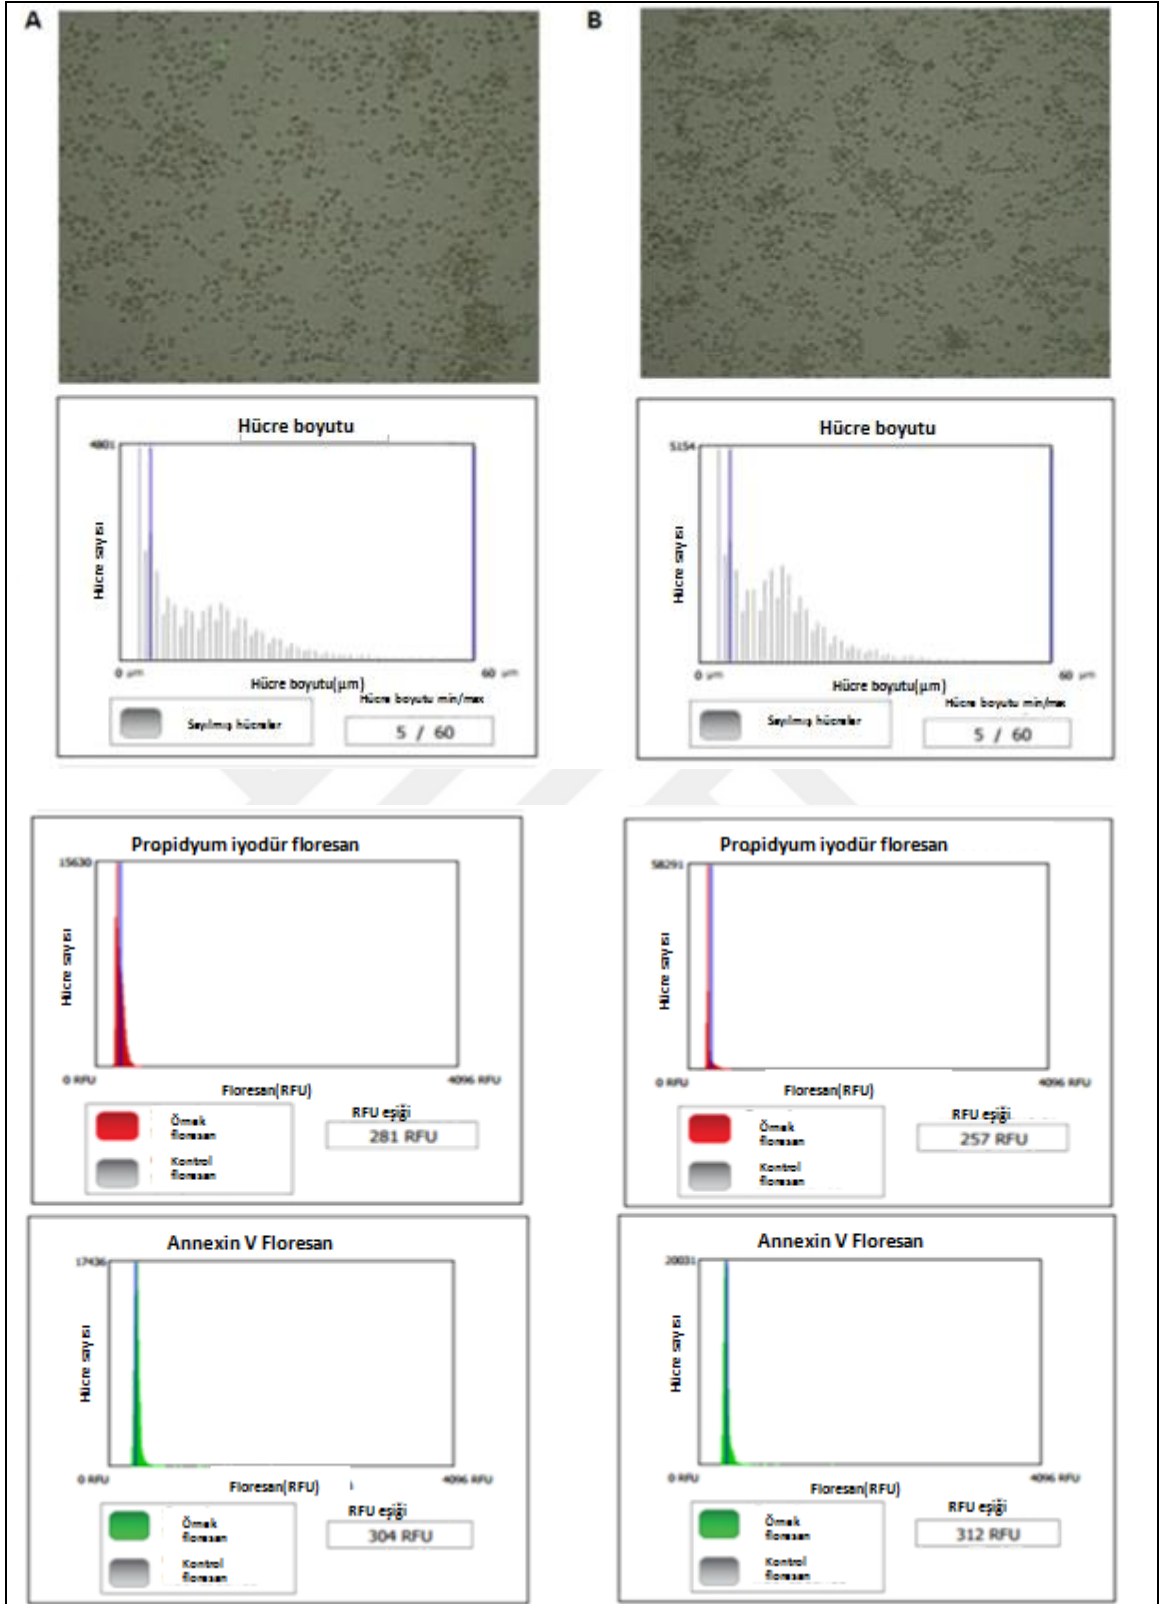 A
Hücre boyutu
4801
Hücre sayısı
0 µm
60 µm
Hücre boyutu(µm)
Hücre boyutu min/max
Sayılmış hücreler
5 / 60
Propidyum iyodür floresan
15630
Hücre sayısı
0 RFU
4096 RFU
Floresan(RFU)
RFU eşiği
Örnek
floresan
281 RFU
Kontrol
floresan
Annexin V Floresan
17436
Hücre sayısı
0 RFU
4096 RFU
Floresan(RFU)
RFU eşiği
Örnek
floresan
304 RFU
Kontrol
floresan
B
Hücre boyutu
5154
Hücre sayısı
0 µm
60 µm
Hücre boyutu(µm)
Hücre boyutu min/max
Sayılmış hücreler
5 / 60
Propidyum iyodür floresan
58291
Hücre sayısı
0 RFU
4096 RFU
Floresan(RFU)
RFU eşiği
Örnek
floresan
257 RFU
Kontrol
floresan
Annexin V Floresan
20031
Hücre sayısı
0 RFU
4096 RFU
Floresan(RFU)
RFU eşiği
Örnek
floresan
312 RFU
Kontrol
floresan